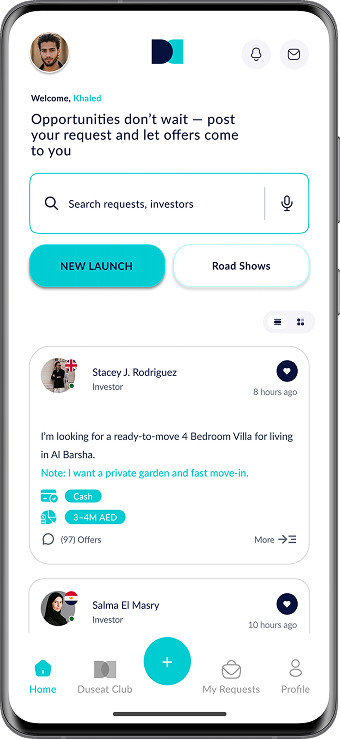 Welcome, Khaled
Opportunities don't wait — post
your request and let offers come
to you
Search requests, investors
NEW LAUNCH
Road Shows
Stacey J. Rodriguez
Investor
8 hours ago
I'm looking for a ready-to-move 4 Bedroom Villa for living
in Al Barsha.
Note: I want a private garden and fast move-in.
Cash
3–4M AED
(97) Offers
More
Salma El Masry
Investor
10 hours ago
Home
Duseat Club
My Requests
Profile